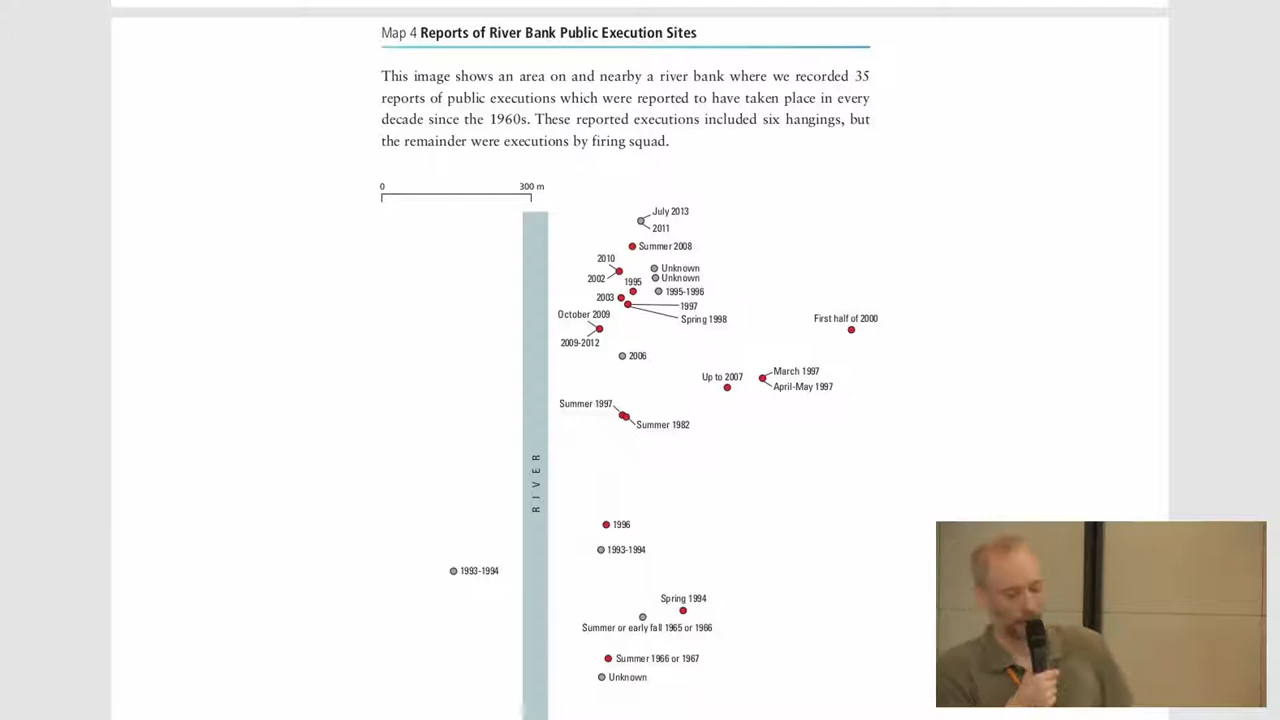 Map 4 Reports of River Bank Public Execution Sites
This image shows an area on and nearby a river bank where we recorded 35
reports of public executions which were reported to have taken place in every
decade since the 1960s. These reported executions included six hangings, but
the remainder were executions by firing squad.
0 300 m
July 2013
2011
Summer 2008
2010
Unknown
2002
Unknown
1995
1995-1996
2003
1997
Spring 1998
October 2009
First half of 2000
2009-2012
2006
Up to 2007
March 1997
April-May 1997
Summer 1997
Summer 1982
RIVER
1996
1993-1994
1993-1994
Spring 1994
Summer or early fall 1965 or 1966
Summer 1966 or 1967
Unknown